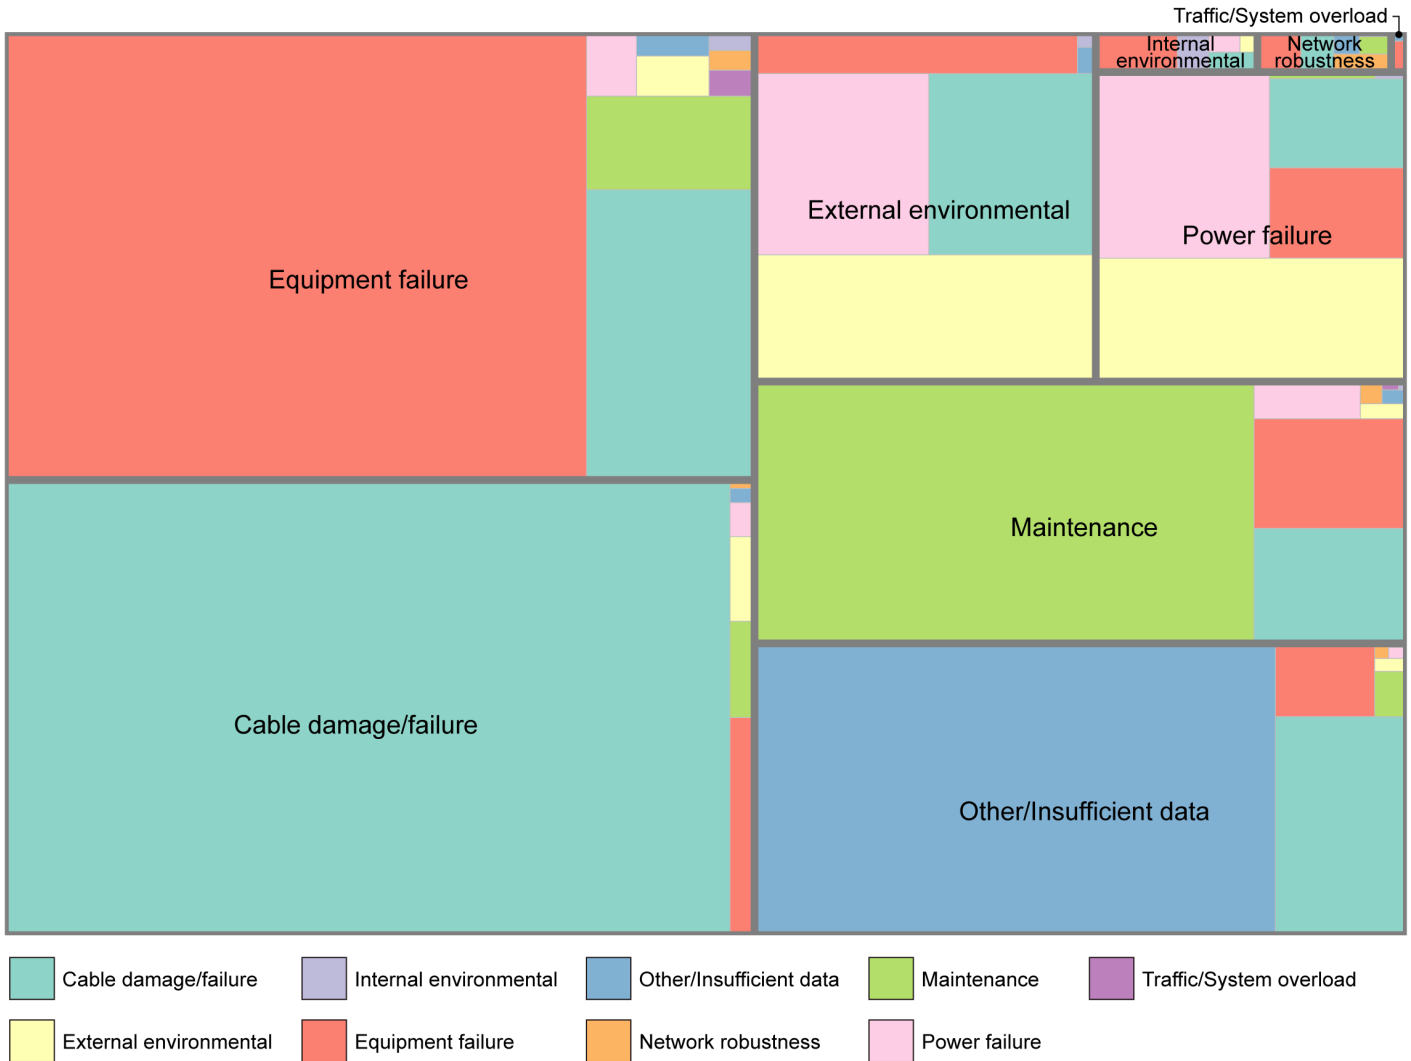 Traffic/System overload
Internal
environmental
Network
robustness
Equipment failure
External environmental
Power failure
Maintenance
Cable damage/failure
Other/Insufficient data
Cable damage/failure
Internal environmental
Other/Insufficient data
Maintenance
Traffic/System overload
External environmental
Equipment failure
Network robustness
Power failure